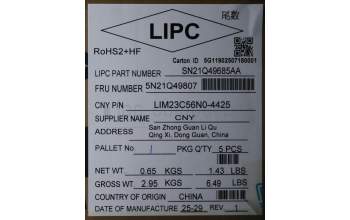 尾数
LIPC
RoHS2+HF
Carton ID 5G11902507180001
LIPC PART NUMBER SN21Q49685AA
FRU NUMBER 5N21Q49807
CNY P/N LIM23C56N0-4425
SUPPLIER NAME CNY
ADDRESS San Zhong Guan Li Qu
Qing Xi, Dong Guan, China
PALLET NO 1 PKG Q'TY 5 PCS
NET WT 0.65 KGS 1.43 LBS
GROSS WT 2.95 KGS 6.49 LBS
COUNTRY OF ORIGIN CHINA
DATE OF MANUFACTURE 25-29 REV 1